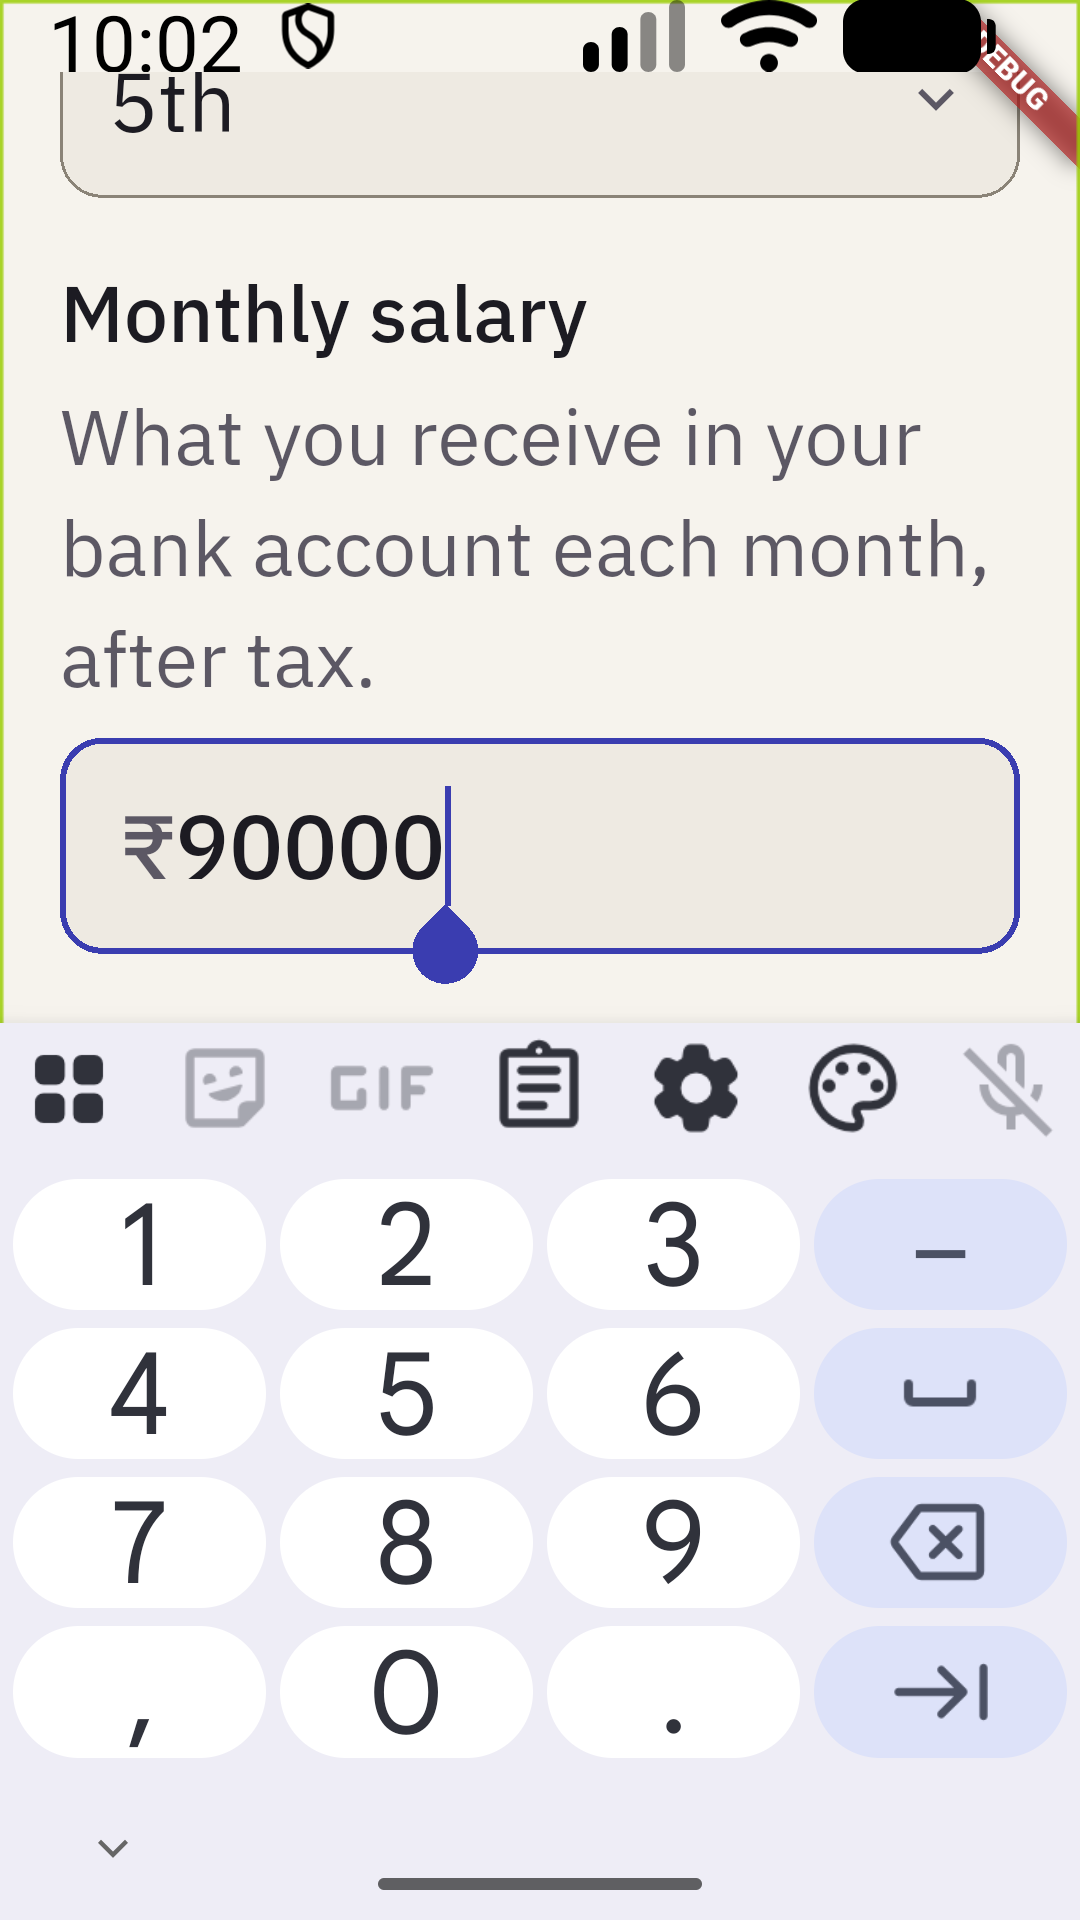 10:02
DEBUG
5th
Monthly salary
What you receive in your
bank account each month,
after tax.
₹90000
GIF
1 2 3 –
4 5 6
7 8 9
, 0 .